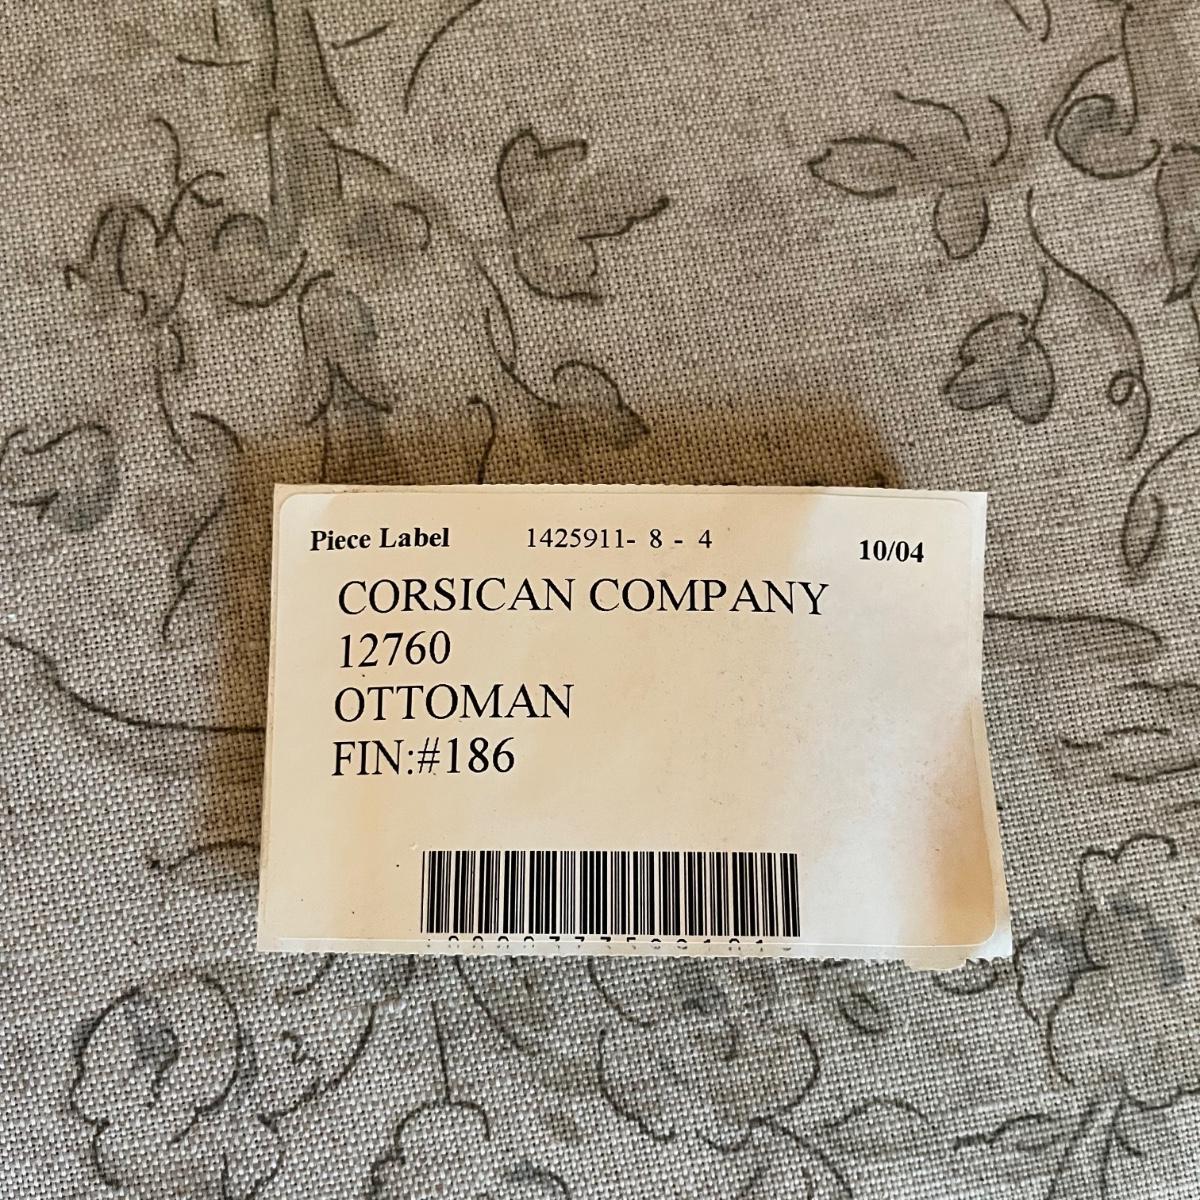 Piece Label 1425911- 8 - 4 10/04
CORSICAN COMPANY
12760
OTTOMAN
FIN:#186